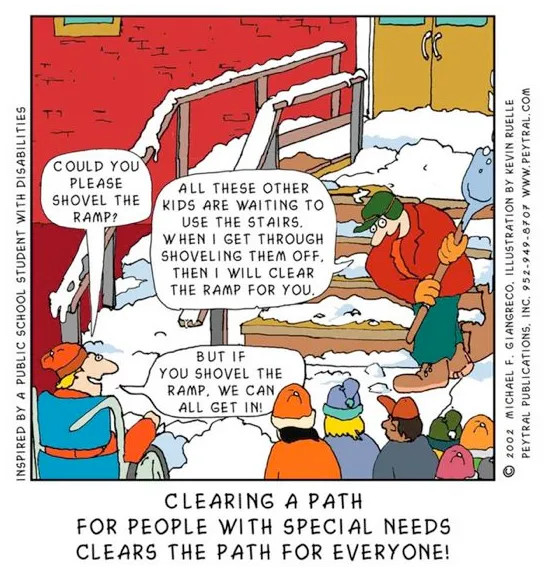 COULD YOU
PLEASE
SHOVEL THE
RAMP?
ALL THESE OTHER
KIDS ARE WAITING TO
USE THE STAIRS.
WHEN I GET THROUGH
SHOVELING THEM OFF,
THEN I WILL CLEAR
THE RAMP FOR YOU.
BUT IF
YOU SHOVEL THE
RAMP, WE CAN
ALL GET IN!
INSPIRED BY A PUBLIC SCHOOL STUDENT WITH DISABILITIES
© 2002 MICHAEL F. GIANGRECO, ILLUSTRATION BY KEVIN RUELLE
PEYTRAL PUBLICATIONS, INC. 952-949-8707 WWW.PEYTRAL.COM
CLEARING A PATH
FOR PEOPLE WITH SPECIAL NEEDS
CLEARS THE PATH FOR EVERYONE!